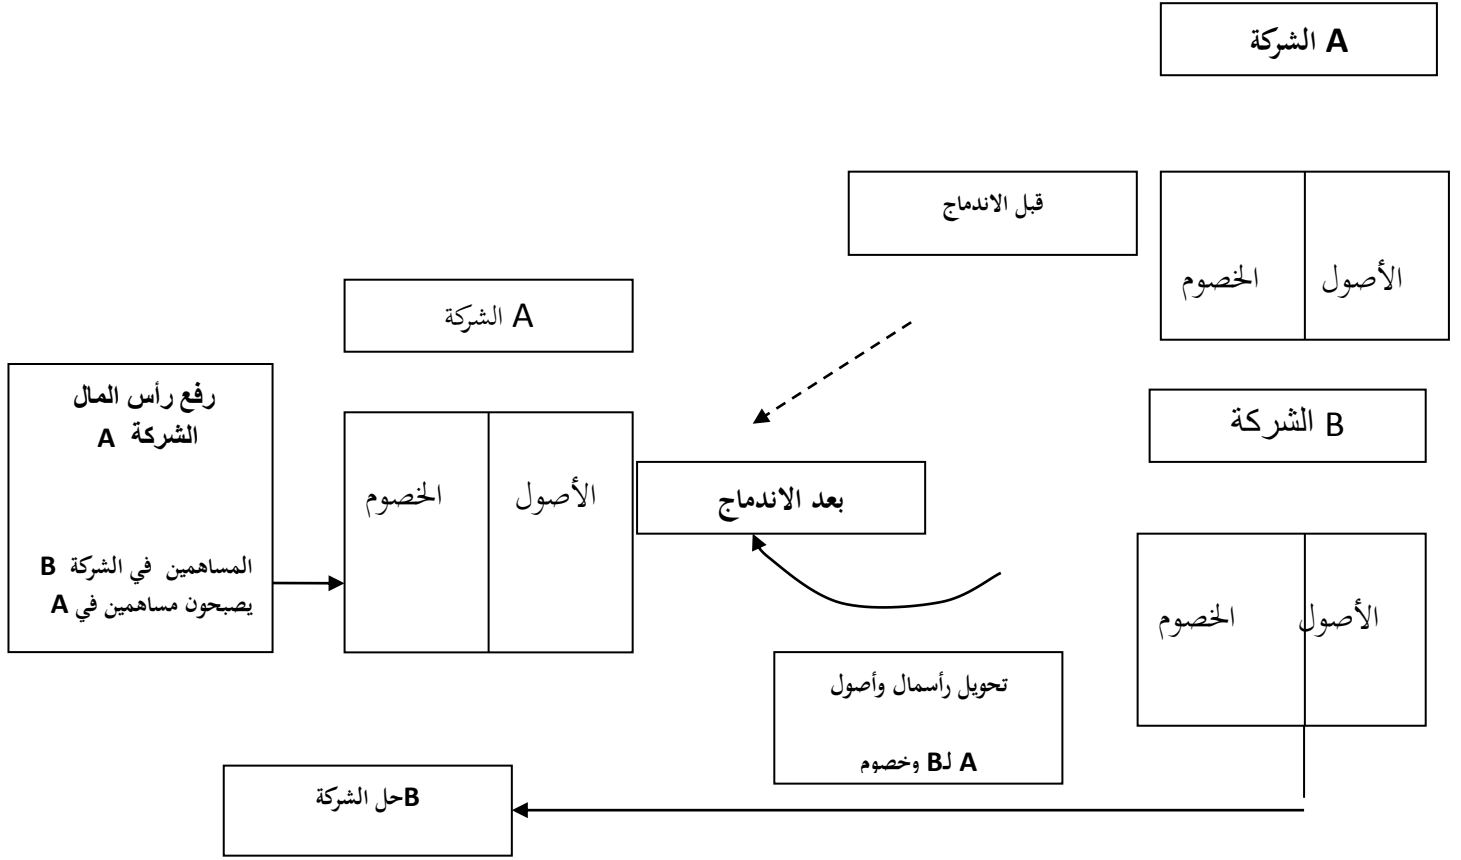 الشركة A
قبل الاندماج
الأصول
الخصوم
الشركة A
رفع رأس المال
الشركة A
الشركة B
الأصول
الخصوم
بعد الاندماج
المساهمين في الشركة B
يصبحون مساهمين في A
الأصول
الخصوم
تحويل رأسمال وأصول
وخصوم Bلـ A
حل الشركةB